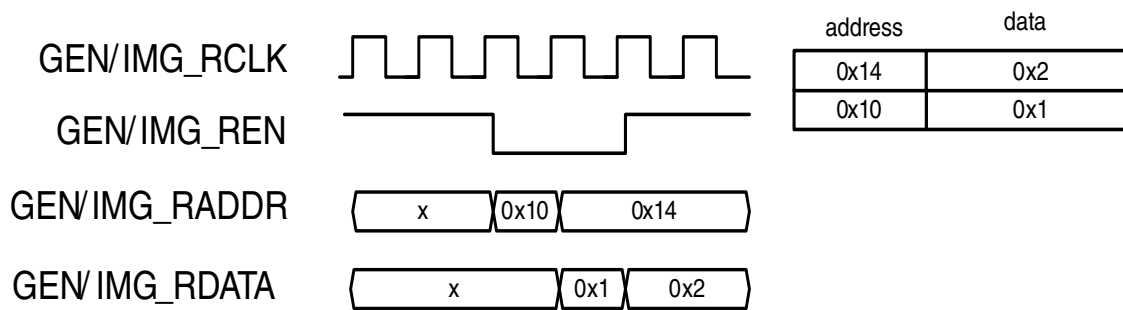 address data
GEN/IMG_RCLK
0x14 0x2
0x10 0x1
GEN/IMG_REN
GEN/IMG_RADDR x 0x10 0x14
GEN/IMG_RDATA x 0x1 0x2